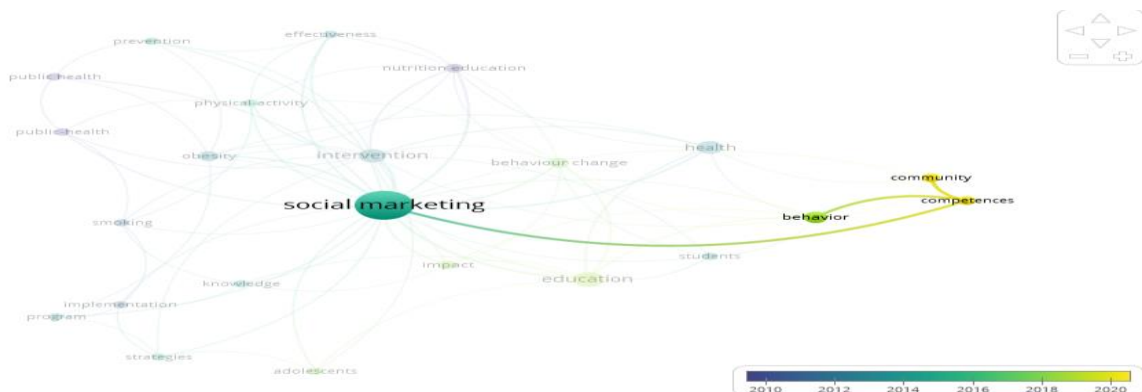 effectiveness
prevention
nutrition education
public health
physical activity
public-health
health
obesity
intervention
behaviour change
community
social marketing
competences
behavior
smoking
students
impact
education
knowledge
implementation
program
strategies
adolescents
2010 2012 2014 2016 2018 2020